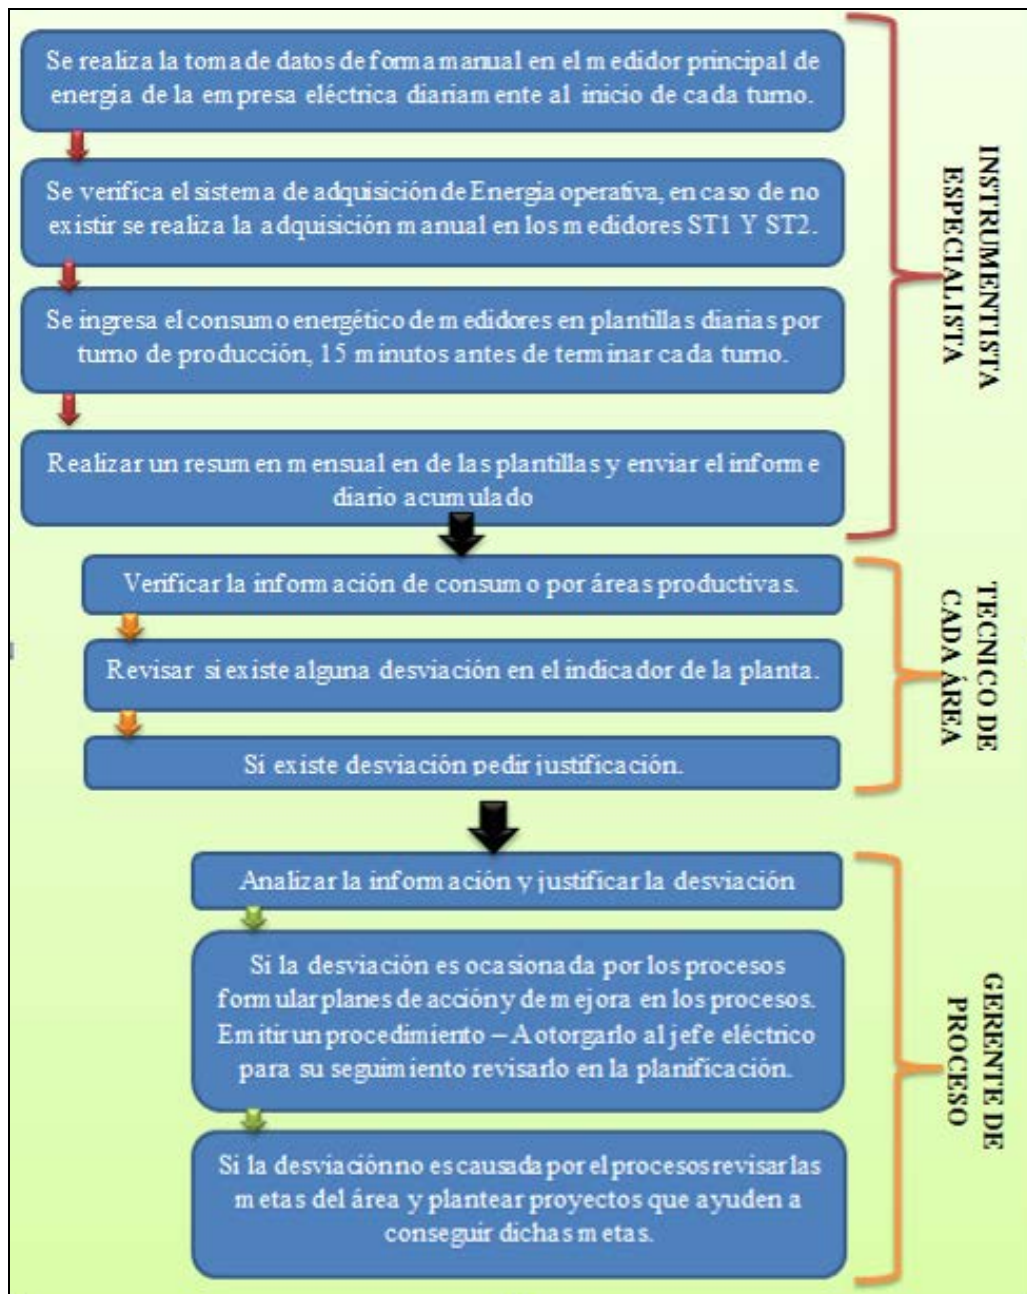 Se realiza la toma de datos de forma manual en el medidor principal de
energía de la empresa eléctrica diariamente al inicio de cada turno.
Se verifica el sistema de adquisición de Energía operativa, en caso de no
existir se realiza la adquisición manual en los medidores ST1 Y ST2.
Se ingresa el consumo energético de medidores en plantillas diarias por
turno de producción, 15 minutos antes de terminar cada turno.
Realizar un resumen mensual en de las plantillas y enviar el informe
diario acumulado
INSTRUMENTISTA
ESPECIALISTA
Verificar la información de consumo por áreas productivas.
Revisar si existe alguna desviación en el indicador de la planta.
Si existe desviación pedir justificación.
TECNICO DE
CADA ÁREA
Analizar la información y justificar la desviación
Si la desviación es ocasionada por los procesos
formular planes de acción y de mejora en los procesos.
Emitir un procedimiento – A otorgarlo al jefe eléctrico
para su seguimiento revisarlo en la planificación.
Si la desviación no es causada por el procesos revisar las
metas del área y plantear proyectos que ayuden a
conseguir dichas metas.
GERENTE DE
PROCESO